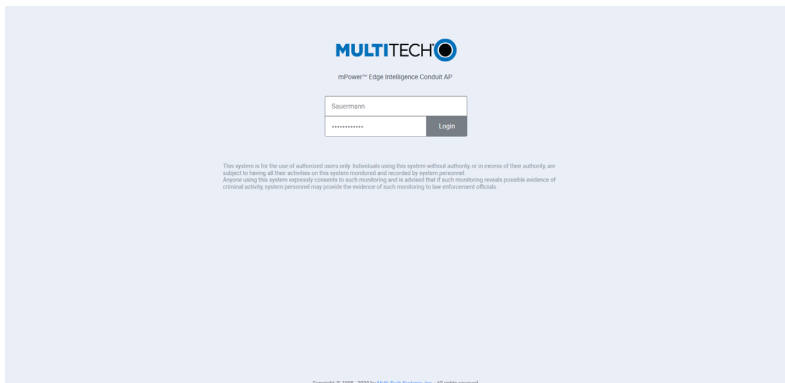 MULTITECH
mPower™ Edge Intelligence Conduit AP
Sauermann
••••••••••••
Login
This system is for the use of authorized users only. Individuals using this system without authority, or in excess of their authority, are
subject to having all their activities on this system monitored and recorded by system personnel.
Anyone using this system expressly consents to such monitoring and is advised that if such monitoring reveals possible evidence of
criminal activity, system personnel may provide the evidence of such monitoring to law enforcement officials.